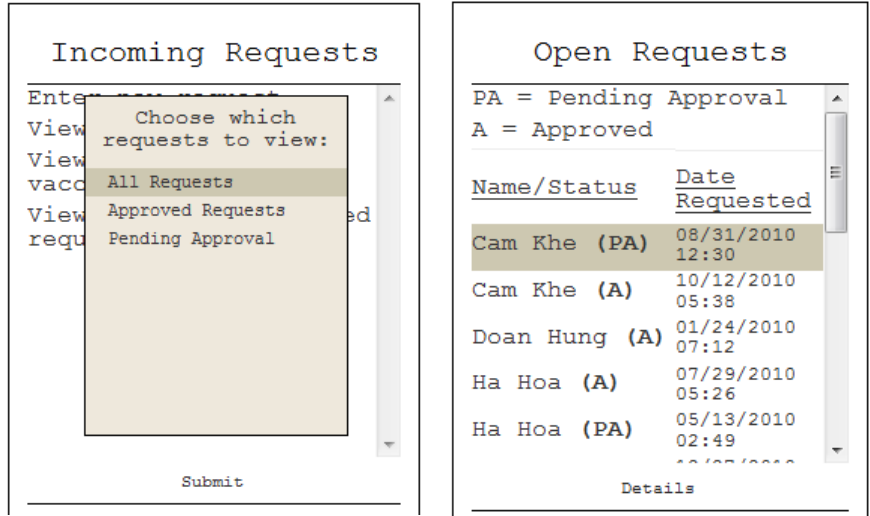 Incoming Requests
Enter new request
View
View
vacc
View ed
requ
Choose which
requests to view:
All Requests
Approved Requests
Pending Approval
Submit
Open Requests
PA = Pending Approval
A = Approved
Name/Status Date
Requested
Cam Khe (PA) 08/31/2010
12:30
Cam Khe (A) 10/12/2010
05:38
Doan Hung (A) 01/24/2010
07:12
Ha Hoa (A) 07/29/2010
05:26
Ha Hoa (PA) 05/13/2010
02:49
Details